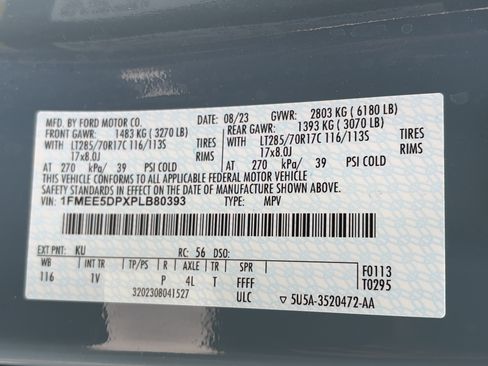 MFD. BY FORD MOTOR CO. DATE: 08/23 GVWR: 2803 KG ( 6180 LB)
FRONT GAWR: 1483 KG ( 3270 LB) REAR GAWR: 1393 KG ( 3070 LB)
WITH LT285/70R17C 116/113S TIRES WITH LT285/70R17C 116/113S TIRES
17x8.0J RIMS 17x8.0J RIMS
AT 270 kPa/ 39 PSI COLD AT 270 kPa/ 39 PSI COLD
THIS VEHICLE CONFORMS TO ALL APPLICABLE FEDERAL MOTOR VEHICLE
SAFETY STANDARDS IN EFFECT ON THE DATE OF MANUFACTURE SHOWN ABOVE.
VIN: 1FMEE5DPXPLB80393 TYPE: MPV
EXT PNT: KU RC: 56 DSO:
WB INT TR TP/PS R AXLE TR SPR F0113
116 TV P 4L T FFFF T0295
3202308041527 ULC 5U5A-3520472-AA